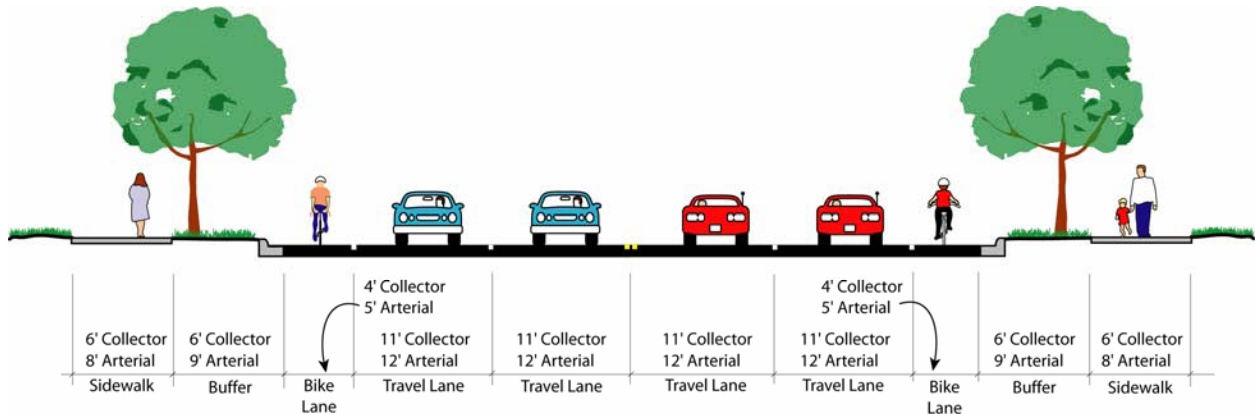 4' Collector
5' Arterial
4' Collector
5' Arterial
6' Collector
8' Arterial
Sidewalk
6' Collector
9' Arterial
Buffer
Bike
Lane
11' Collector
12' Arterial
Travel Lane
11' Collector
12' Arterial
Travel Lane
11' Collector
12' Arterial
Travel Lane
11' Collector
12' Arterial
Travel Lane
Bike
Lane
6' Collector
9' Arterial
Buffer
6' Collector
8' Arterial
Sidewalk